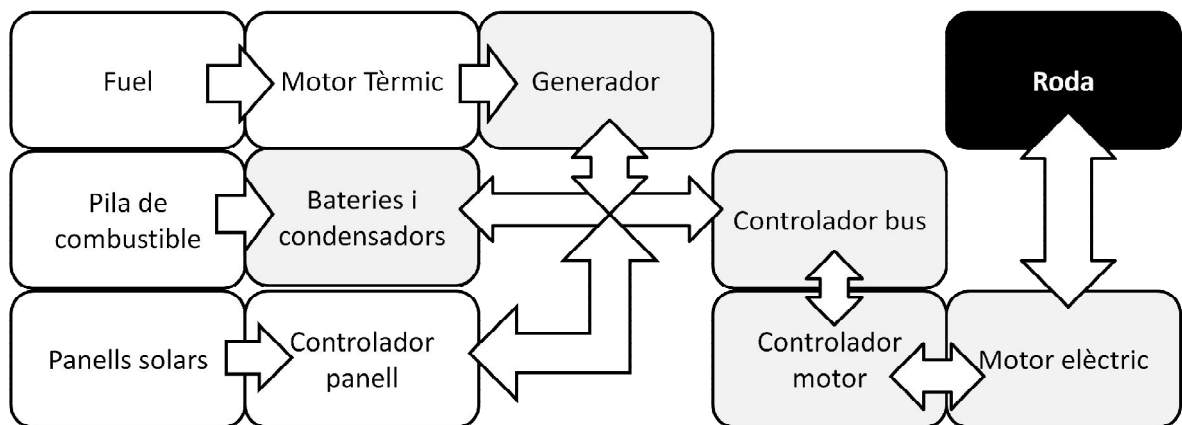 Fuel
Motor Tèrmic
Generador
Roda
Pila de
combustible
Bateries i
condensadors
Controlador bus
Panells solars
Controlador
panell
Controlador
motor
Motor elèctric